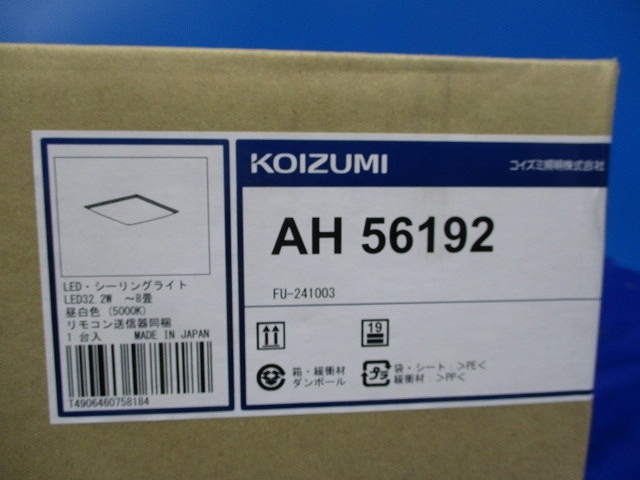 KOIZUMI
コイズミ照明株式会社
AH 56192
FU-241003
LED・シーリングライト
LED32.2W ～8畳
昼白色 (5000K)
リモコン送信器同梱
1台入 MADE IN JAPAN
T4906460758184
19
箱・緩衝材
ダンボール
プラ
袋・シート:>PE<
緩衝材:>PP<